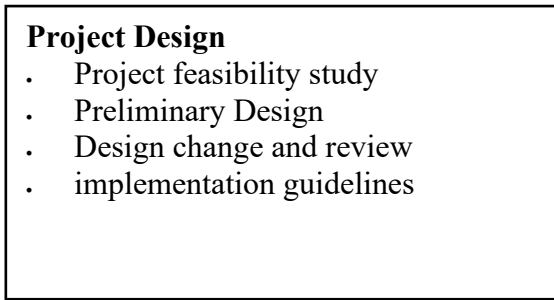 Project Design
• Project feasibility study
• Preliminary Design
• Design change and review
• implementation guidelines